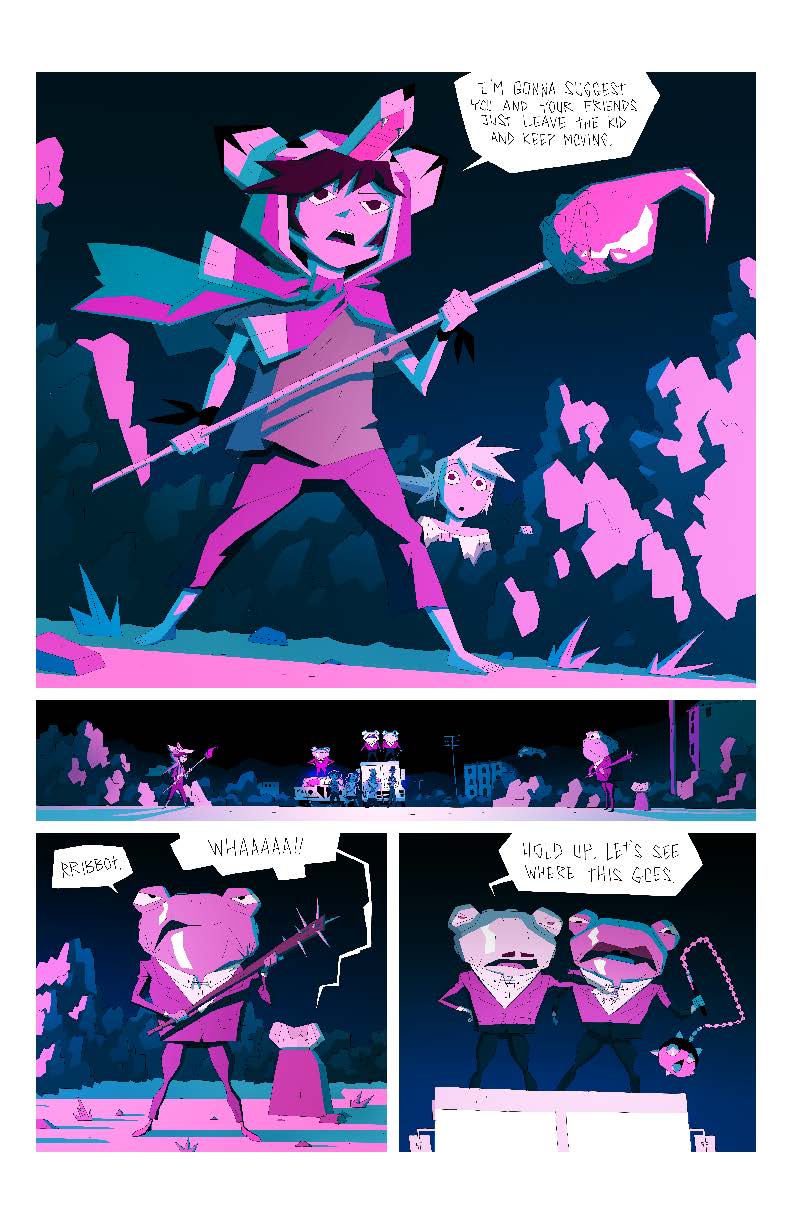 I'M GONNA SUGGEST
YOU AND YOUR FRIENDS
JUST LEAVE THE KID
AND KEEP MOVING.
RRIBBOT.
WHAAAAA!!
HOLD UP. LET'S SEE
WHERE THIS GOES.